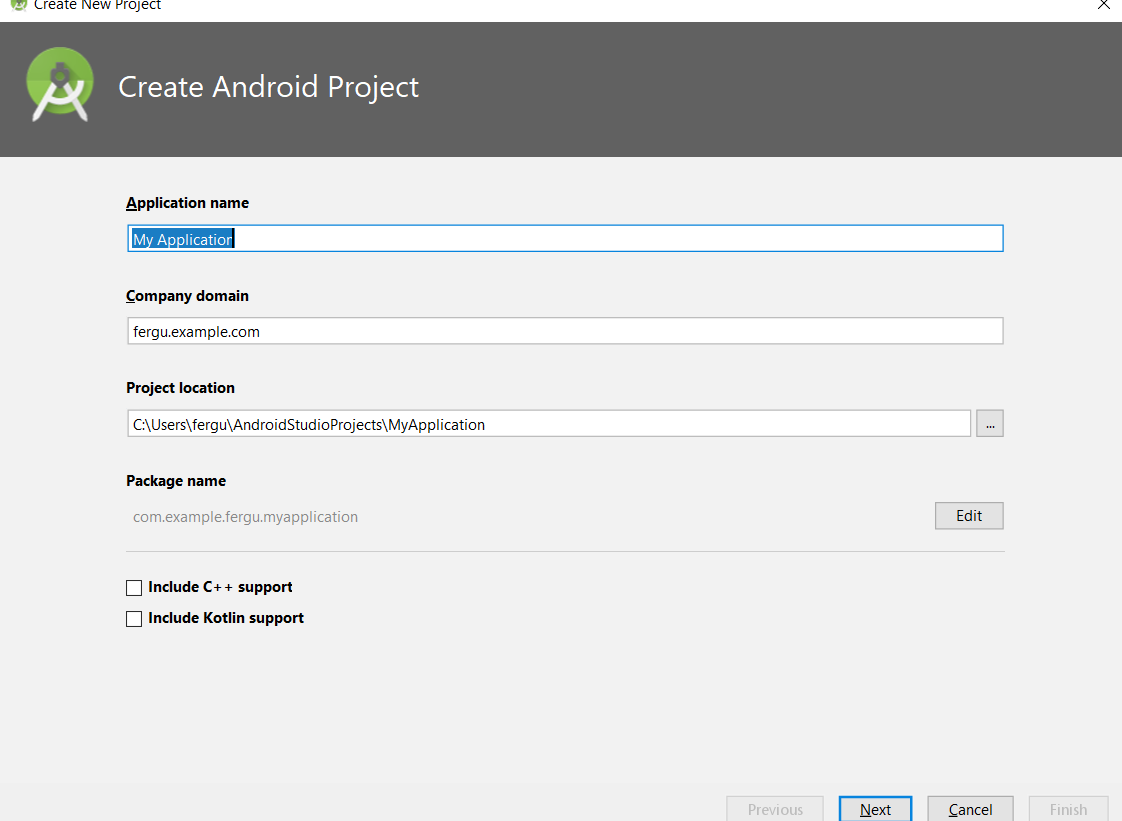 Create New Project
Create Android Project
Application name
My Application
Company domain
fergu.example.com
Project location
C:\Users\fergu\AndroidStudioProjects\MyApplication
...
Package name
com.example.fergu.myapplication
Edit
Include C++ support
Include Kotlin support
Previous Next Cancel Finish